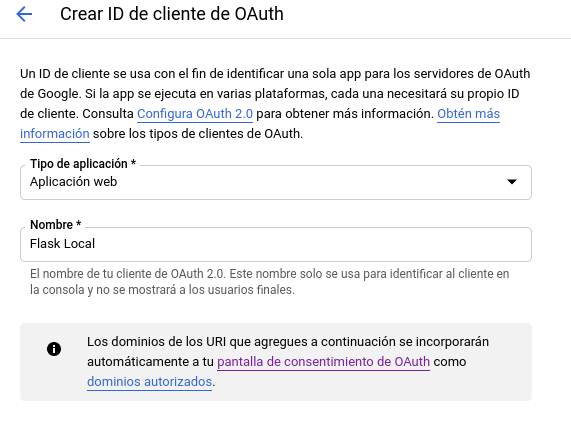 Crear ID de cliente de OAuth
Un ID de cliente se usa con el fin de identificar una sola app para los servidores de OAuth
de Google. Si la app se ejecuta en varias plataformas, cada una necesitará su propio ID
de cliente. Consulta Configura OAuth 2.0 para obtener más información. Obtén más
información sobre los tipos de clientes de OAuth.
Tipo de aplicación *
Aplicación web
Nombre *
Flask Local
El nombre de tu cliente de OAuth 2.0. Este nombre solo se usa para identificar al cliente en
la consola y no se mostrará a los usuarios finales.
Los dominios de los URI que agregues a continuación se incorporarán
automáticamente a tu pantalla de consentimiento de OAuth como
dominios autorizados.